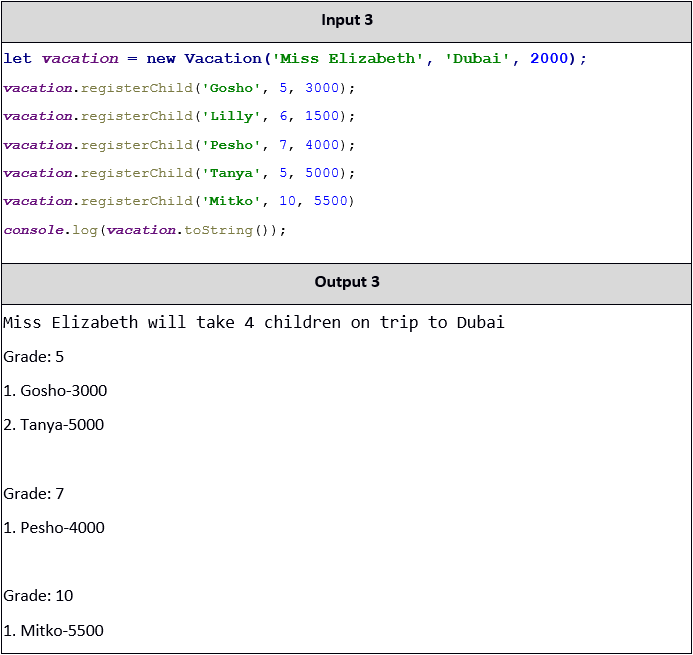 Input 3
let vacation = new Vacation('Miss Elizabeth', 'Dubai', 2000);
vacation.registerChild('Gosho', 5, 3000);
vacation.registerChild('Lilly', 6, 1500);
vacation.registerChild('Pesho', 7, 4000);
vacation.registerChild('Tanya', 5, 5000);
vacation.registerChild('Mitko', 10, 5500)
console.log(vacation.toString());
Output 3
Miss Elizabeth will take 4 children on trip to Dubai
Grade: 5
1. Gosho-3000
2. Tanya-5000
Grade: 7
1. Pesho-4000
Grade: 10
1. Mitko-5500